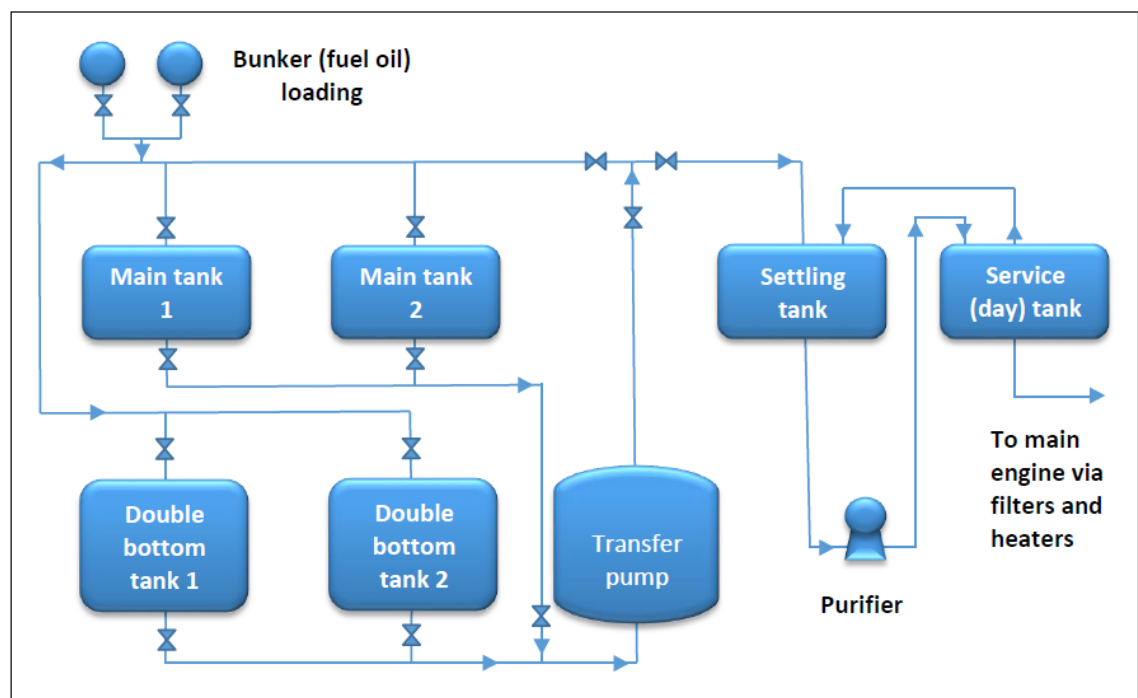 Bunker (fuel oil)
loading
Main tank
1
Main tank
2
Settling
tank
Service
(day) tank
Double
bottom
tank 1
Double
bottom
tank 2
Transfer
pump
To main
engine via
filters and
heaters
Purifier